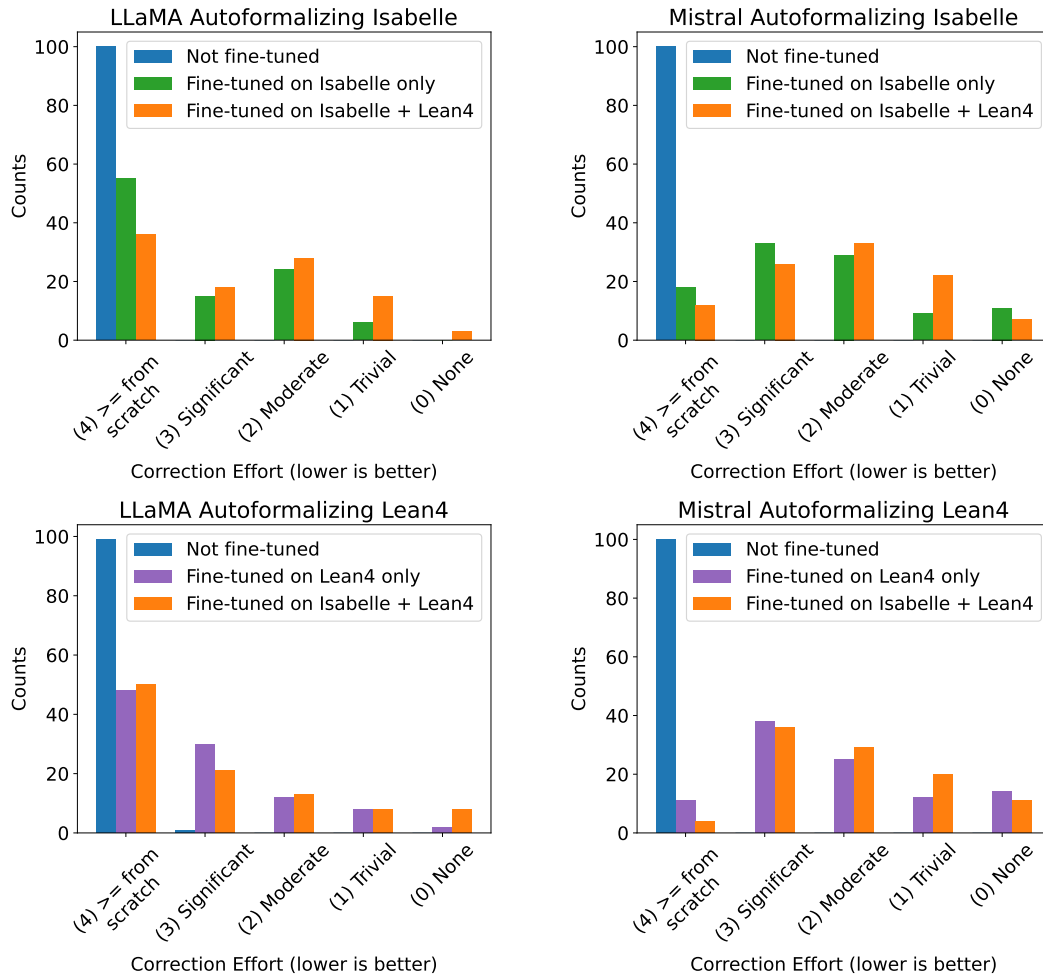 LLaMA Autoformalizing Isabelle
100
80
60
40
20
0
Counts
Not fine-tuned
Fine-tuned on Isabelle only
Fine-tuned on Isabelle + Lean4
(4) >= from
scratch
(3) Significant
(2) Moderate
(1) Trivial
(0) None
Correction Effort (lower is better)
Mistral Autoformalizing Isabelle
100
80
60
40
20
0
Counts
Not fine-tuned
Fine-tuned on Isabelle only
Fine-tuned on Isabelle + Lean4
(4) >= from
scratch
(3) Significant
(2) Moderate
(1) Trivial
(0) None
Correction Effort (lower is better)
LLaMA Autoformalizing Lean4
100
80
60
40
20
0
Counts
Not fine-tuned
Fine-tuned on Lean4 only
Fine-tuned on Isabelle + Lean4
(4) >= from
scratch
(3) Significant
(2) Moderate
(1) Trivial
(0) None
Correction Effort (lower is better)
Mistral Autoformalizing Lean4
100
80
60
40
20
0
Counts
Not fine-tuned
Fine-tuned on Lean4 only
Fine-tuned on Isabelle + Lean4
(4) >= from
scratch
(3) Significant
(2) Moderate
(1) Trivial
(0) None
Correction Effort (lower is better)